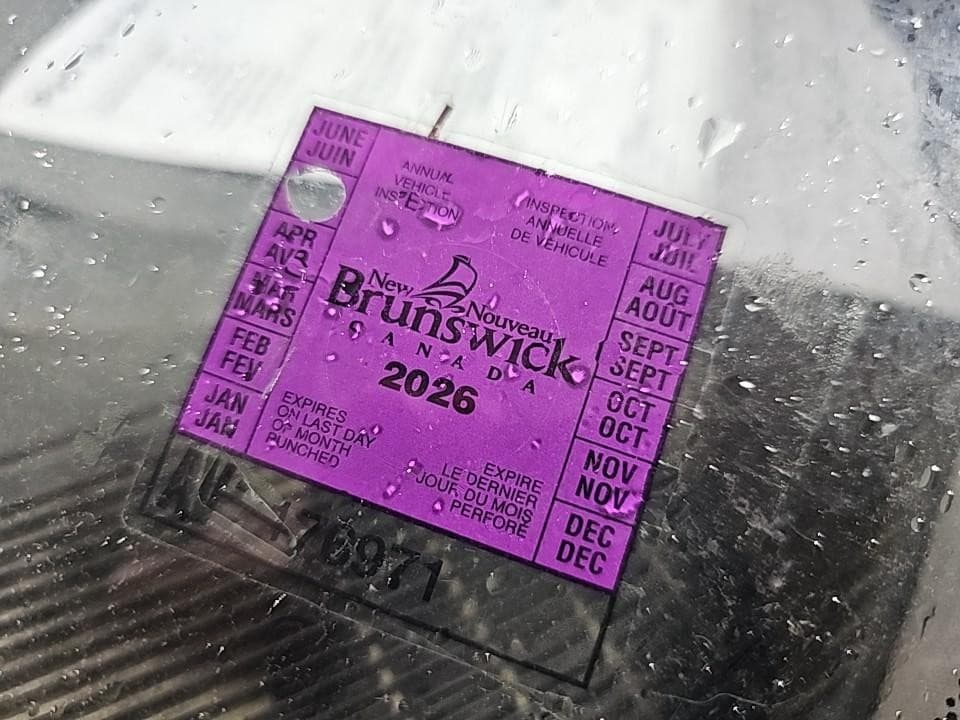 JUNE
JUIN
APR
AVR
MAR
MARS
FEB
FEV
JAN
JAN
ANNUAL
VEHICLE
INSPECTION
INSPECTION
ANNUELLE
DE VÉHICULE
New Nouveau
Brunswick
CANADA
2026
EXPIRES
ON LAST DAY
OF MONTH
PUNCHED
EXPIRE
LE DERNIER
JOUR DU MOIS
PERFORÉ
JULY
JUIL
AUG
AOÛT
SEPT
SEPT
OCT
OCT
NOV
NOV
DEC
DEC
476971